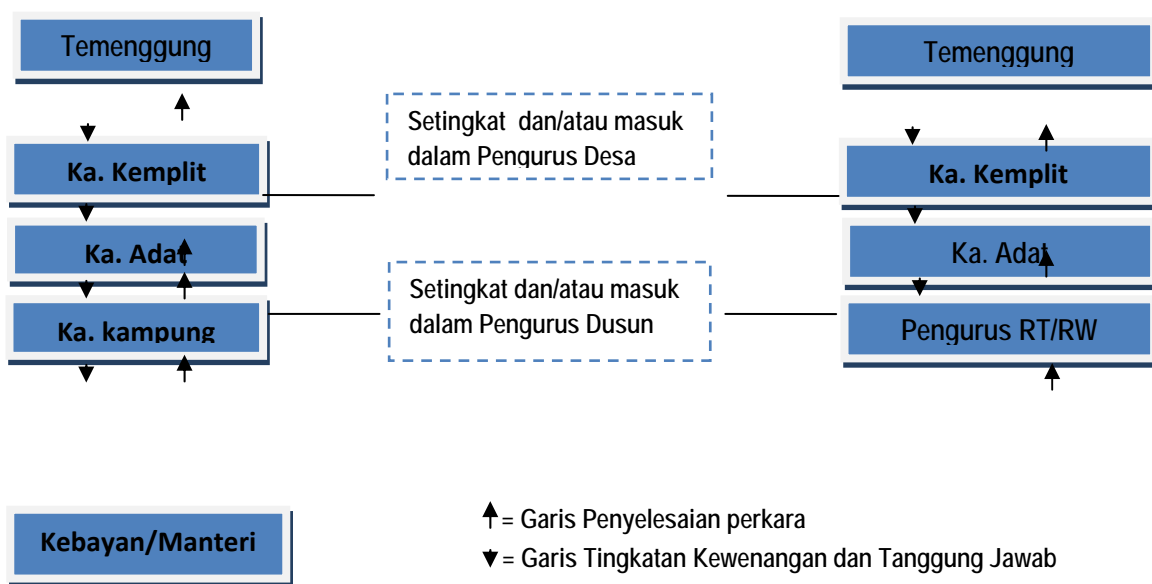 Temenggung
Temenggung
Setingkat dan/atau masuk
dalam Pengurus Desa
Ka. Kemplit
Ka. Kemplit
Ka. Adat
Ka. Adat
Setingkat dan/atau masuk
dalam Pengurus Dusun
Ka. kampung
Pengurus RT/RW
Kebayan/Manteri
= Garis Penyelesaian perkara
= Garis Tingkatan Kewenangan dan Tanggung Jawab